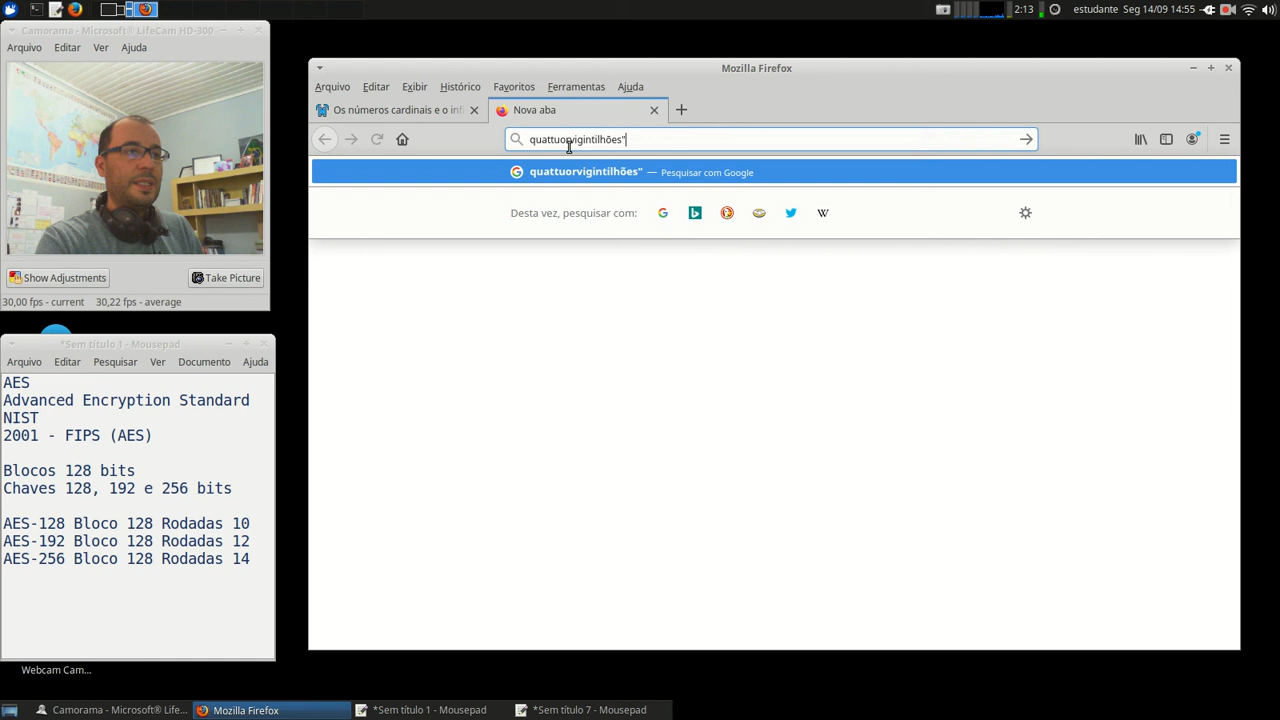 2:13 estudante Seg 14/09 14:55
Camorama - Microsoft® LifeCam HD-300
Arquivo Editar Ver Ajuda
Show Adjustments Take Picture
30,00 fps - current 30,22 fps - average
*Sem título 1 - Mousepad
Arquivo Editar Pesquisar Ver Documento Ajuda
AES
Advanced Encryption Standard
NIST
2001 - FIPS (AES)
Blocos 128 bits
Chaves 128, 192 e 256 bits
AES-128 Bloco 128 Rodadas 10
AES-192 Bloco 128 Rodadas 12
AES-256 Bloco 128 Rodadas 14
Webcam Cam...
Mozilla Firefox
Arquivo Editar Exibir Histórico Favoritos Ferramentas Ajuda
Os números cardinais e o inf Nova aba
quattuorvigintilhões"
quattuorvigintilhões" — Pesquisar com Google
Desta vez, pesquisar com:
Camorama - Microsoft® Life... Mozilla Firefox *Sem título 1 - Mousepad *Sem título 7 - Mousepad